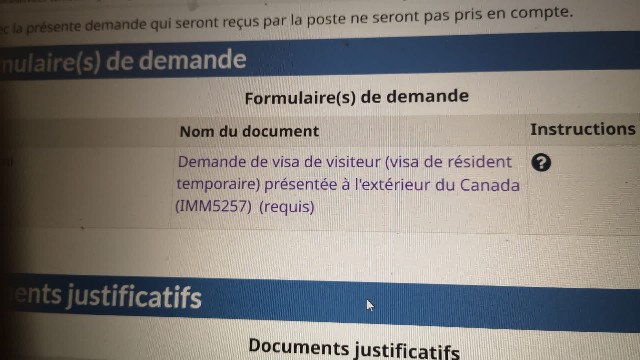 la présente demande qui seront reçus par la poste ne seront pas pris en compte.
mulaire(s) de demande
Formulaire(s) de demande
Nom du document
Instructions
Demande de visa de visiteur (visa de résident
temporaire) présentée à l'extérieur du Canada
(IMM5257) (requis)
?
ents justificatifs
Documents justificatifs